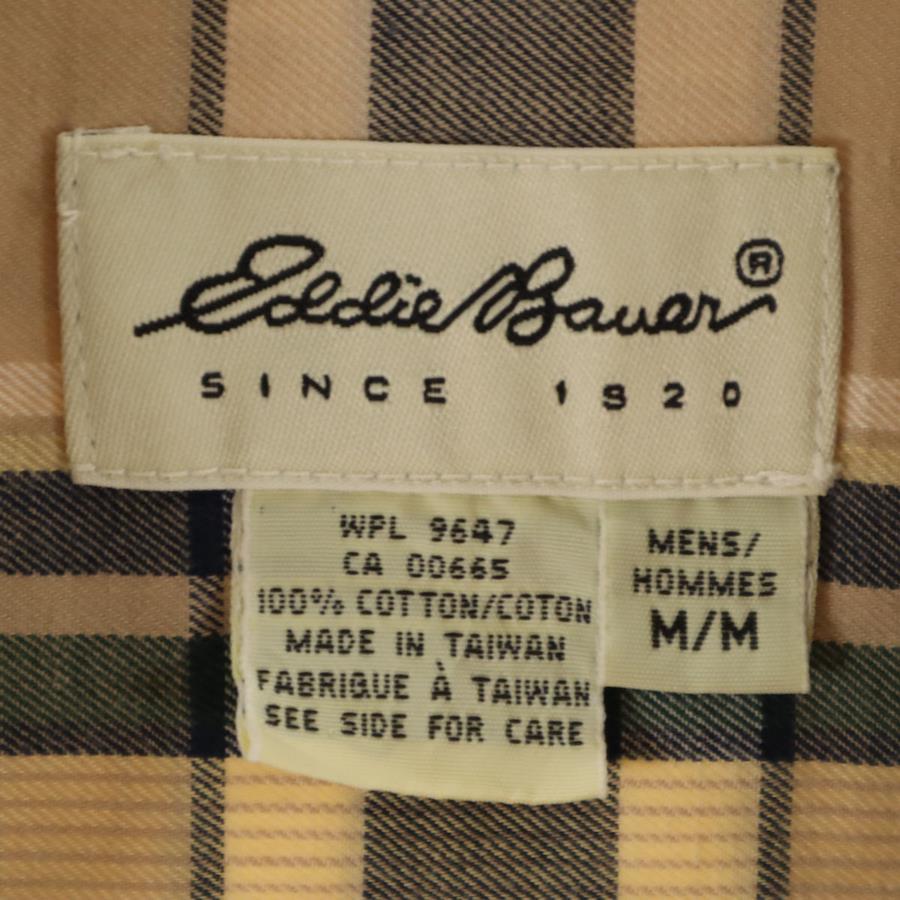 Eddie Bauer®
SINCE 1920
WPL 9647
CA 00665
100% COTTON/COTON
MADE IN TAIWAN
FABRIQUE À TAIWAN
SEE SIDE FOR CARE
MENS/
HOMMES
M/M